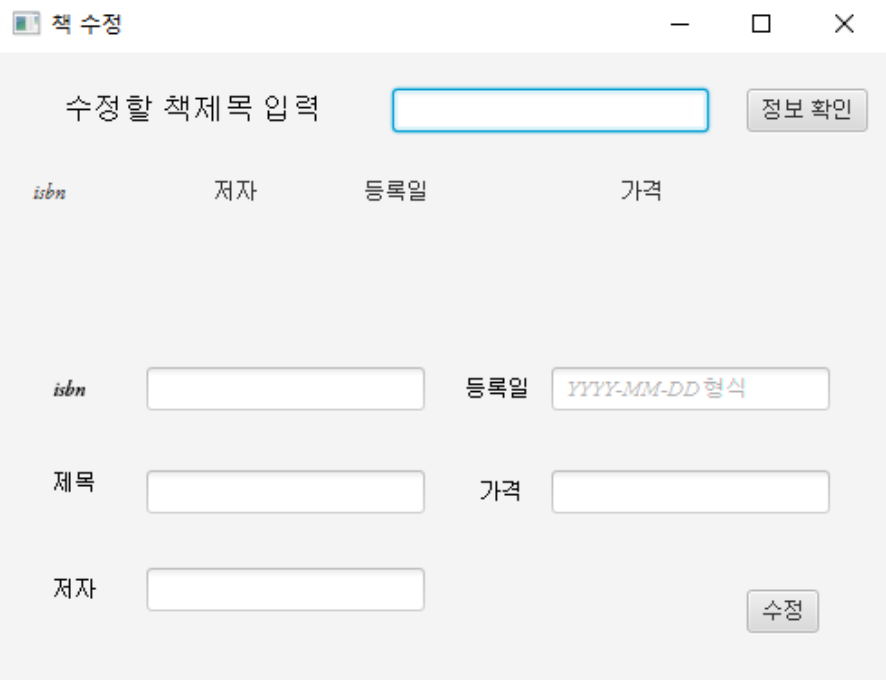 책 수정
수정할 책제목 입력 정보 확인
isbn 저자 등록일 가격
isbn 등록일 YYYY-MM-DD형식
제목 가격
저자
수정